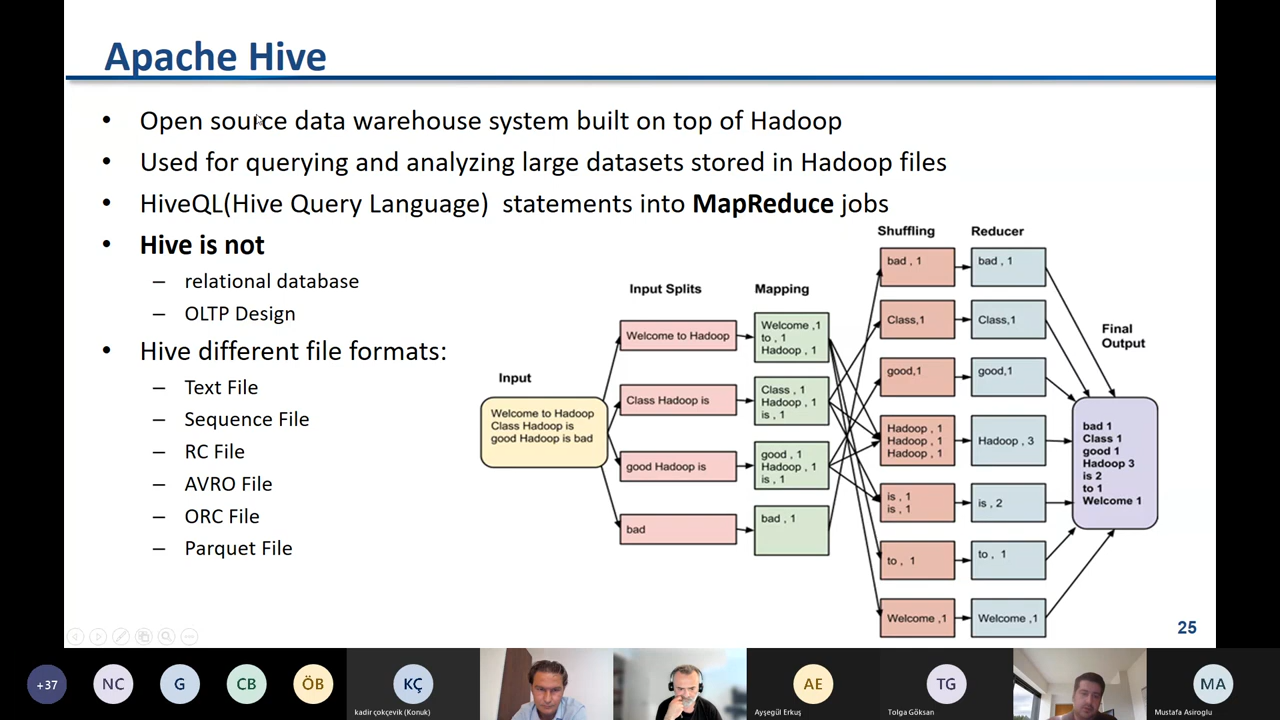 Apache Hive
• Open source data warehouse system built on top of Hadoop
• Used for querying and analyzing large datasets stored in Hadoop files
• HiveQL(Hive Query Language)  statements into MapReduce jobs
• Hive is not
– relational database
– OLTP Design
• Hive different file formats:
– Text File
– Sequence File
– RC File
– AVRO File
– ORC File
– Parquet File
Input
Welcome to Hadoop
Class Hadoop is
good Hadoop is bad
Input Splits
Welcome to Hadoop
Class Hadoop is
good Hadoop is
bad
Mapping
Welcome ,1
to , 1
Hadoop , 1
Class , 1
Hadoop , 1
is , 1
good , 1
Hadoop , 1
is , 1
bad , 1
Shuffling
bad , 1
Class,1
good,1
Hadoop , 1
Hadoop , 1
Hadoop , 1
is , 1
is , 1
to , 1
Welcome ,1
Reducer
bad , 1
Class,1
good,1
Hadoop , 3
is , 2
to , 1
Welcome ,1
Final
Output
bad 1
Class 1
good 1
Hadoop 3
is 2
to 1
Welcome 1
25
+37
NC
G
CB
ÖB
KÇ
kadir çokçevik (Konuk)
AE
Ayşegül Erkuş
TG
Tolga Göksan
MA
Mustafa Asiroglu